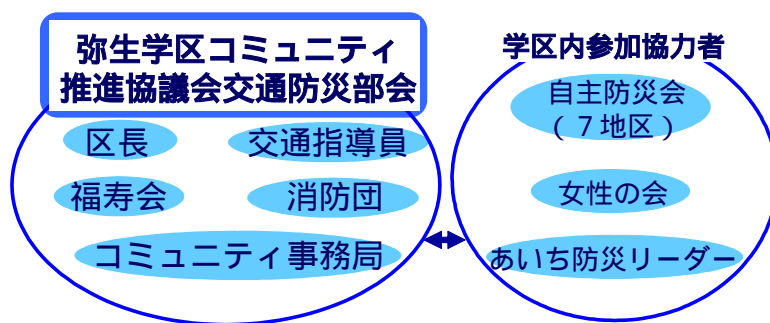 弥生学区コミュニティ
推進協議会交通防災部会
区長
交通指導員
福寿会
消防団
コミュニティ事務局
学区内参加協力者
自主防災会
(7地区)
女性の会
あいち防災リーダー